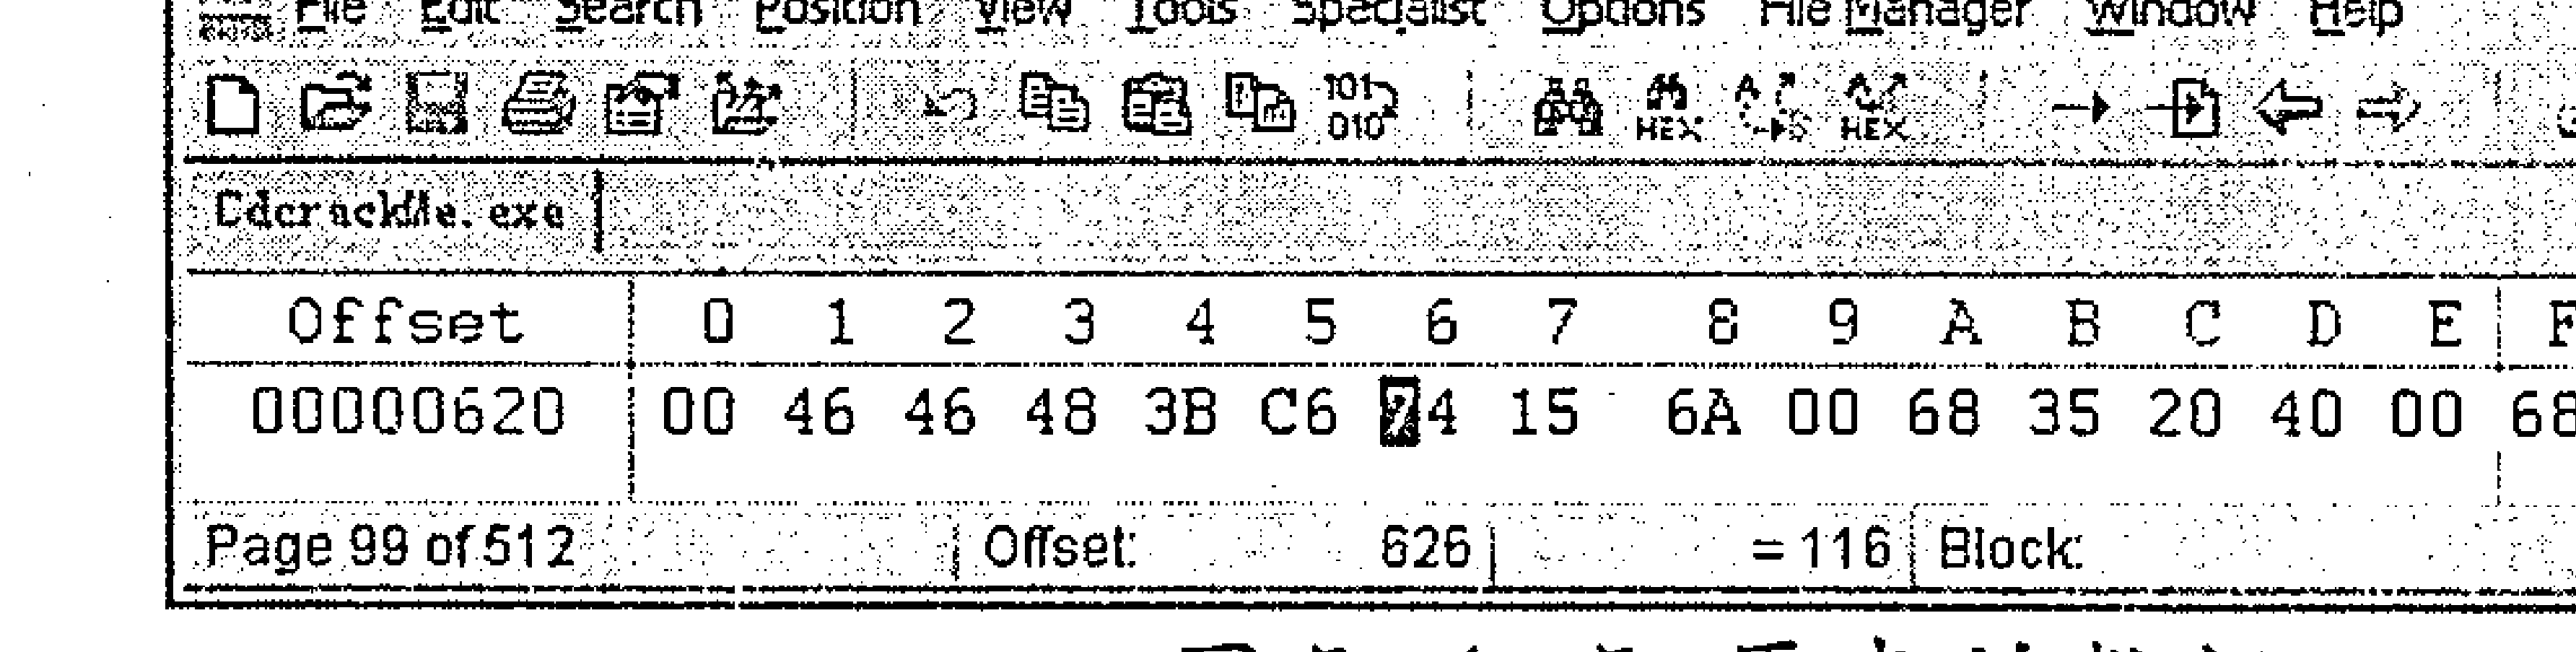 File Edit Search Position View Tools Specialist Options File Manager Window Help
101 010 HEX HEX
CdcrackMe.exe
Offset 0 1 2 3 4 5 6 7 8 9 A B C D E F
00000620 00 46 46 48 3B C6 74 15 6A 00 68 35 20 40 00 68
Page 99 of 512 Offset: 626 = 116 Block: